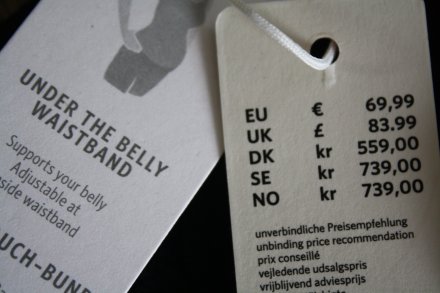 UNDER THE BELLY
WAISTBAND
Supports your belly
Adjustable at
side waistband
UCH-BUN
EU € 69,99
UK £ 83.99
DK kr 559,00
SE kr 739,00
NO kr 739,00
unverbindliche Preisempfehlung
unbinding price recommendation
prix conseillé
vejledende udsalgspris
vrijblijvend adviesprijs